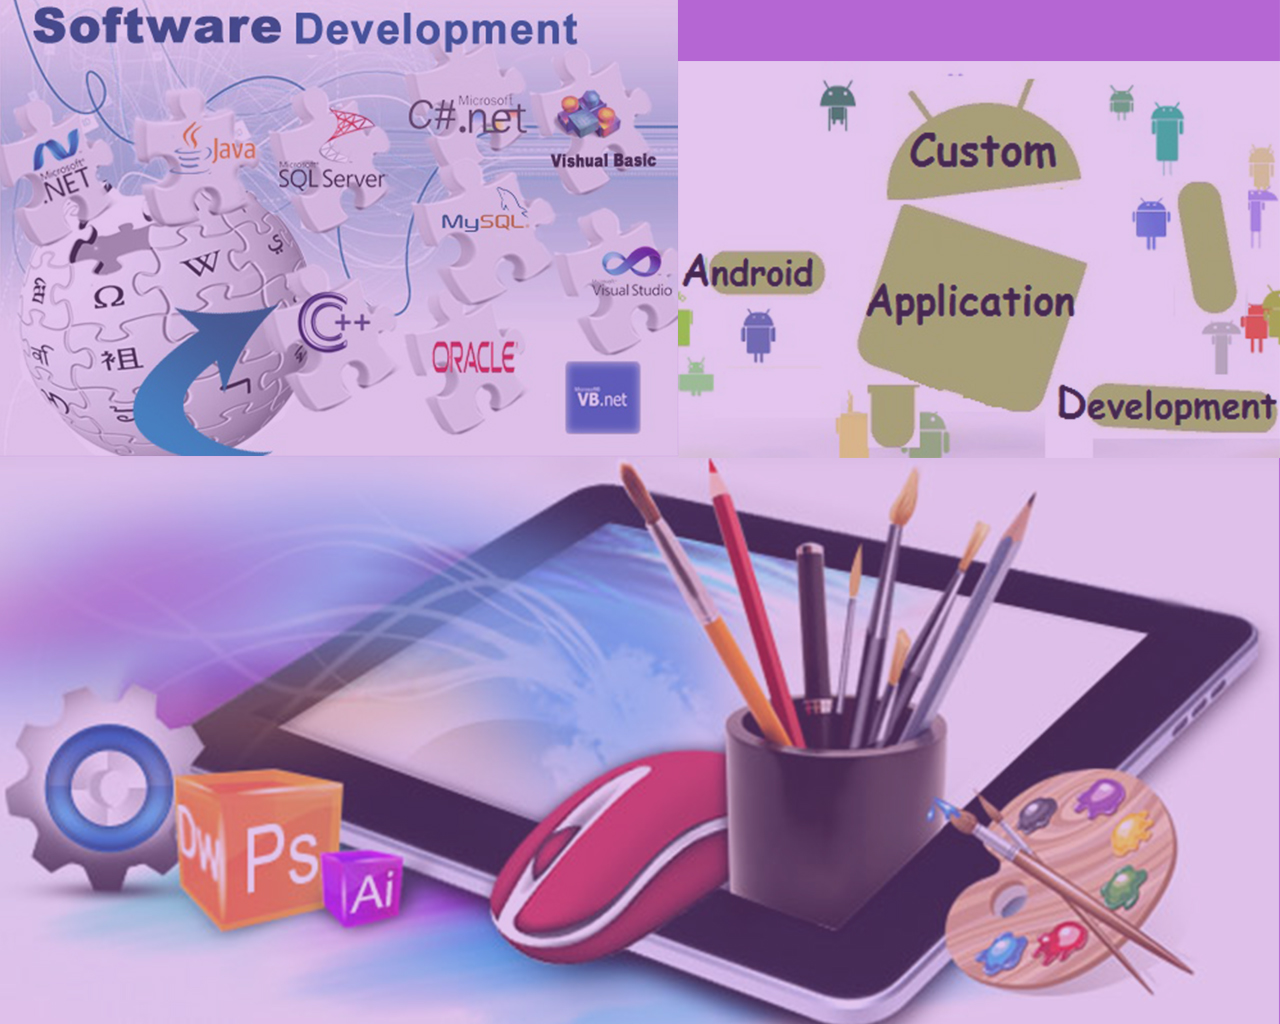 Software Development
Microsoft
C#.net
Java
Microsoft
.NET
Microsoft
SQL Server
Vishual Basic
MySQL
W
Ω
祖
Visual Studio
C++
ORACLE
VB.net
Custom
Android
Application
Development
Dw
Ps
Ai